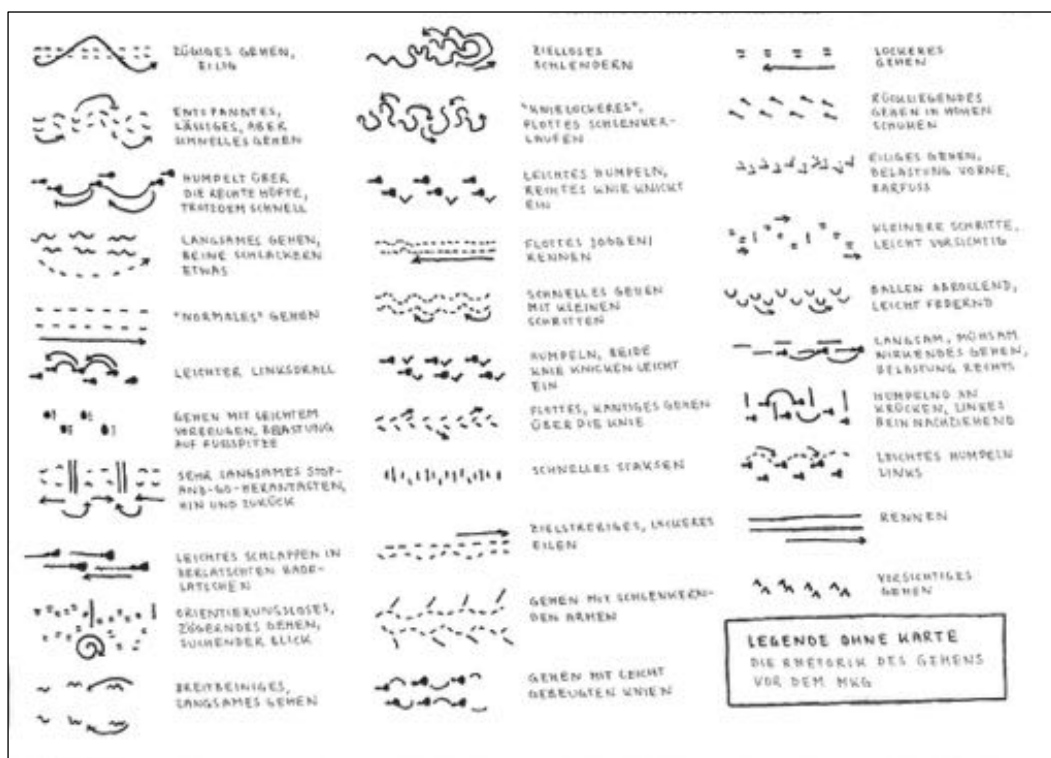 ZÜGIGES GEHEN,
EILIG
ENTSPANNTES,
LÄSSIGES, ABER
SCHNELLES GEHEN
HUMPELT ÜBER
DIE RECHTE HÜFTE,
TROTZDEM SCHNELL
LANGSAMES GEHEN,
BEINE SCHLACKERN
ETWAS
"NORMALES" GEHEN
LEICHTER LINKSDRALL
GEHEN MIT LEICHTEM
VORBEUGEN, BELASTUNG
AUF FUSSSPITZE
SEHR LANGSAMES STOP-
AND-GO-HERANTASTEN,
HIN UND ZURÜCK
LEICHTES SCHLAPPEN IN
BADE-
LATSCHEN
ORIENTIERUNGSLOSES,
ZÖGERNDES GEHEN,
SUCHENDER BLICK
BREITBEINIGES,
LANGSAMES GEHEN
ZIELLOSES
SCHLENDERN
"KNIELOCKERES",
FLOTTES SCHLENKER-
LAUFEN
LEICHTES HUMPELN,
RECHTES KNIE KNICKT
EIN
FLOTTES JOGGEN/
RENNEN
SCHNELLES GEHEN
MIT KLEINEN
SCHRITTEN
HUMPELN, BEIDE
KNIE KNICKEN LEICHT
EIN
FLOTTES, KANTIGES GEHEN
ÜBER DIE KNIE
SCHNELLES STAKSEN
ZIELSTREBIGES, LOCKERES
EILEN
GEHEN MIT SCHLENKERN-
DEN ARMEN
GEHEN MIT LEICHT
GEBEUGTEN KNIEN
LOCKERES
GEHEN
RÜCKLIEGENDES
GEHEN IN HOHEN
SCHUHEN
EILIGES GEHEN,
BELASTUNG VORNE,
BARFUSS
KLEINERE SCHRITTE,
LEICHT VORSICHTIG
BALLEN ABROLLEND,
LEICHT FEDERND
LANGSAM, MÜHSAM
WIRKENDES GEHEN,
BELASTUNG RECHTS
HUMPELND AN
KRÜCKEN, LINKES
BEIN NACHZIEHEND
LEICHTES HUMPELN
LINKS
RENNEN
VORSICHTIGES
GEHEN
LEGENDE OHNE KARTE
DIE RHETORIK DES GEHENS
VOR DEM MKG